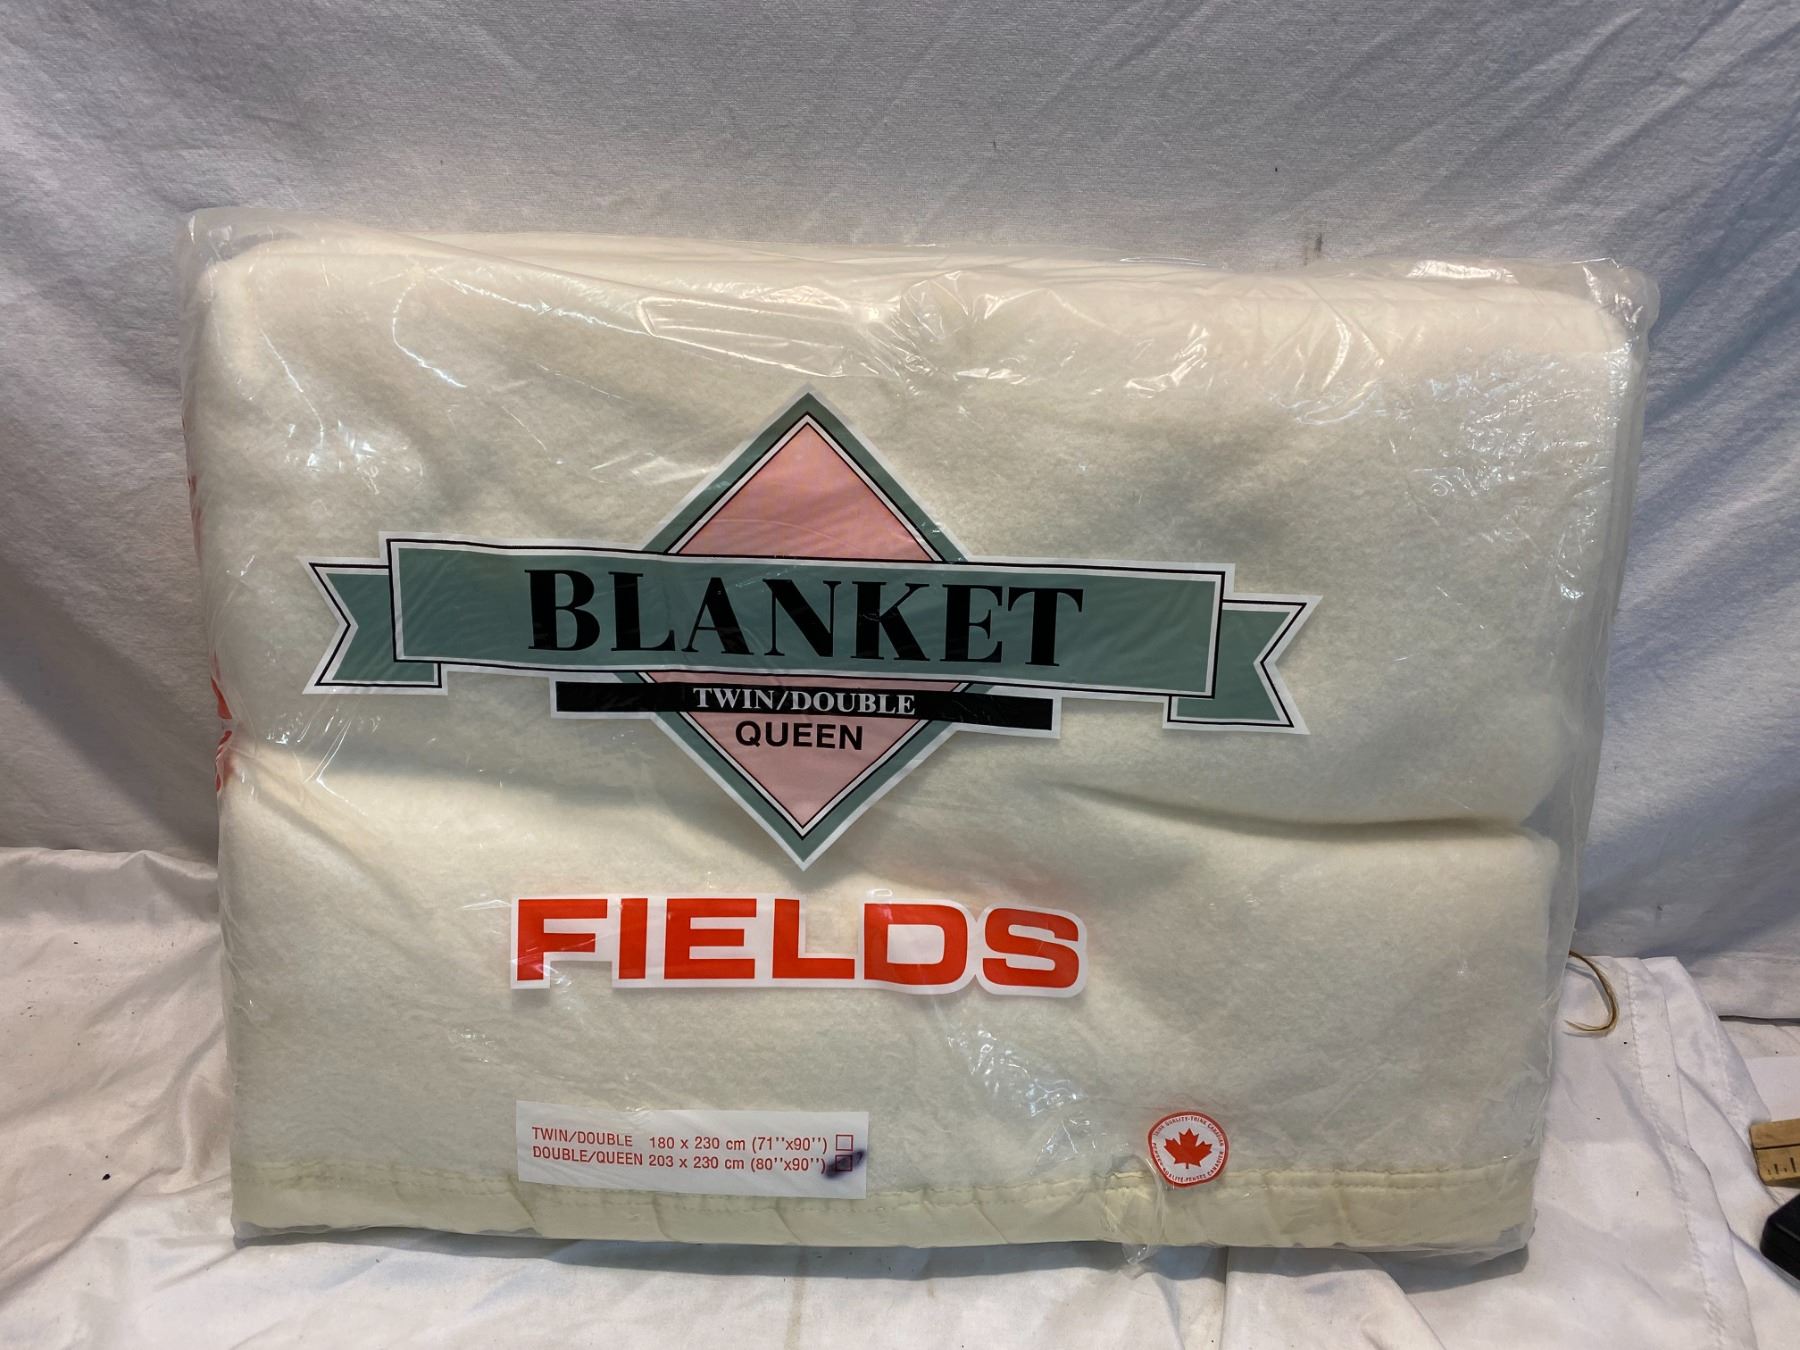 BLANKET
TWIN/DOUBLE
QUEEN
FIELDS
TWIN/DOUBLE 180 x 230 cm (71''x90'')
DOUBLE/QUEEN 203 x 230 cm (80''x90'')